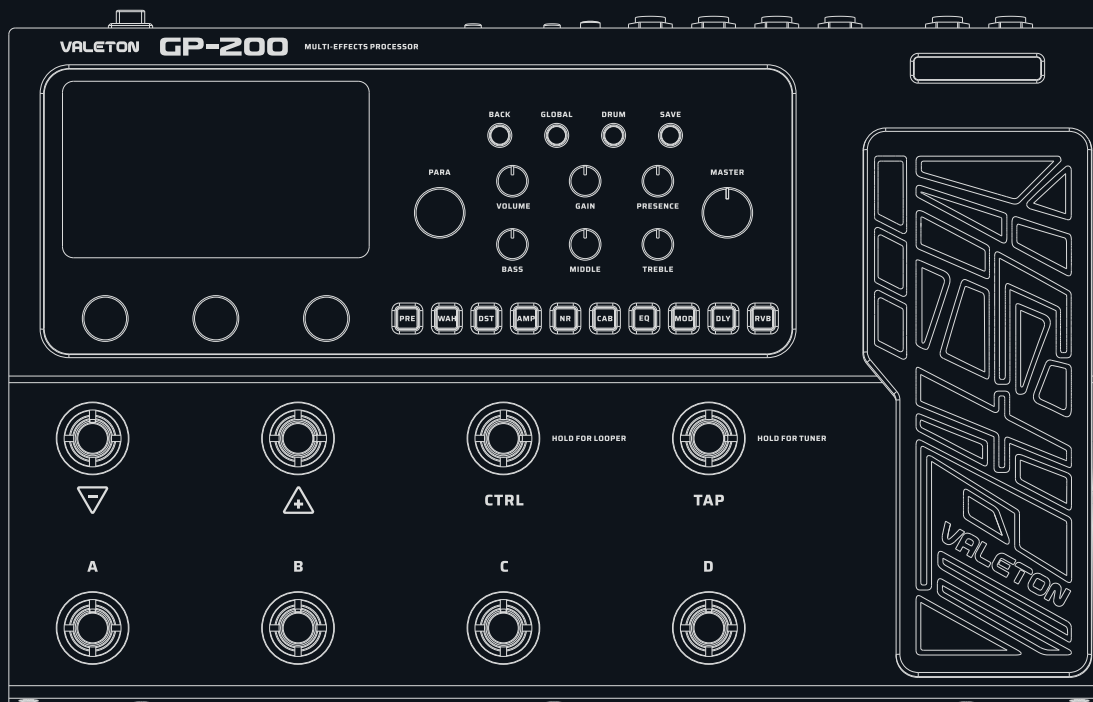 VALETON GP-200 MULTI-EFFECTS PROCESSOR
BACK GLOBAL DRUM SAVE
PARA MASTER
VOLUME GAIN PRESENCE
BASS MIDDLE TREBLE
PRE WAH DST AMP NR CAB EQ MOD DLY RVB
HOLD FOR LOOPER HOLD FOR TUNER
- + CTRL TAP
A B C D
VALETON